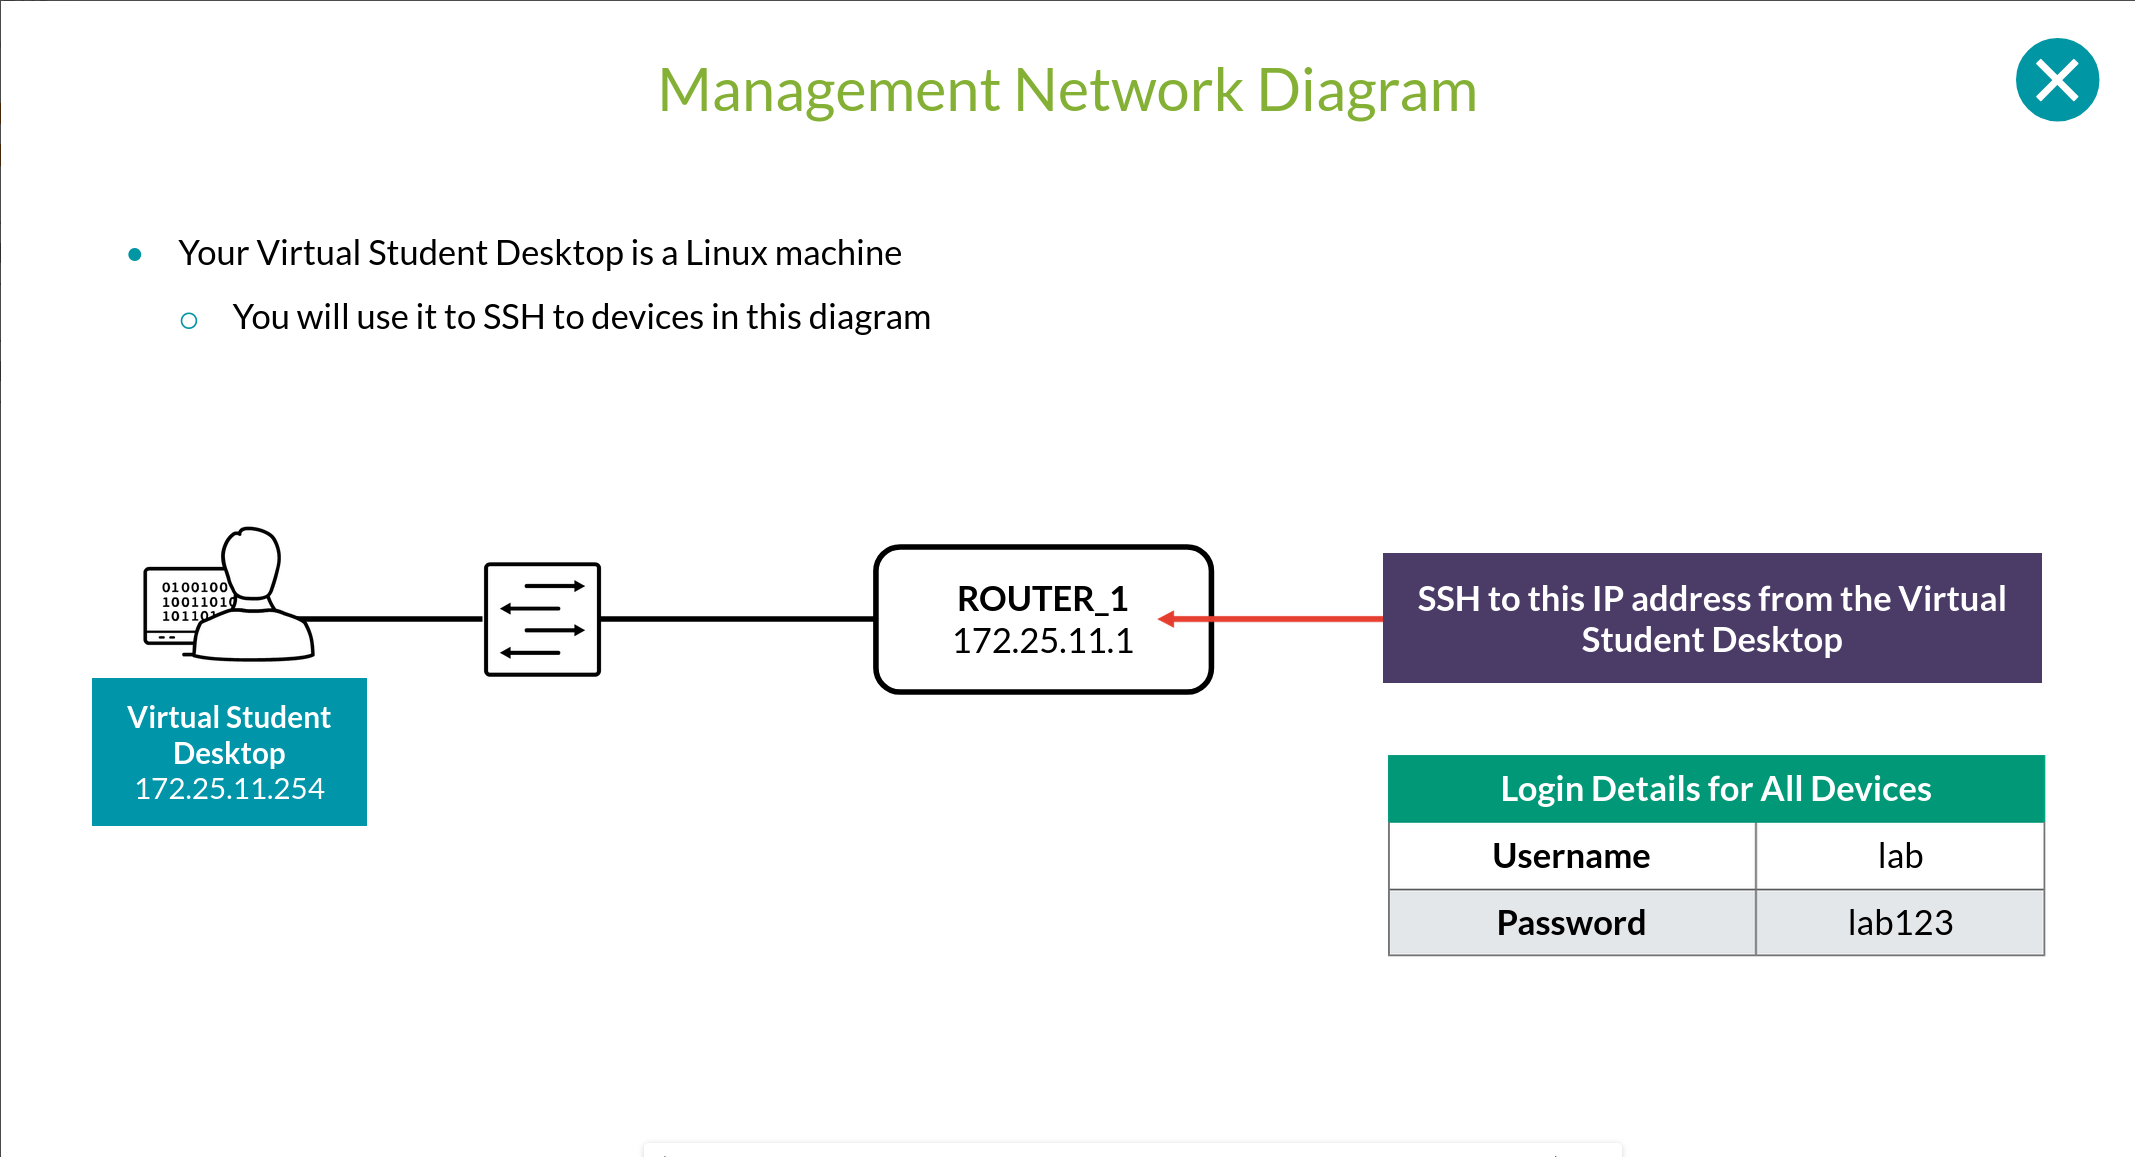 Management Network Diagram
Your Virtual Student Desktop is a Linux machine
You will use it to SSH to devices in this diagram
0100100
10011010
10110
Virtual Student
Desktop
172.25.11.254
ROUTER_1
172.25.11.1
SSH to this IP address from the Virtual
Student Desktop
Login Details for All Devices
Username lab
Password lab123